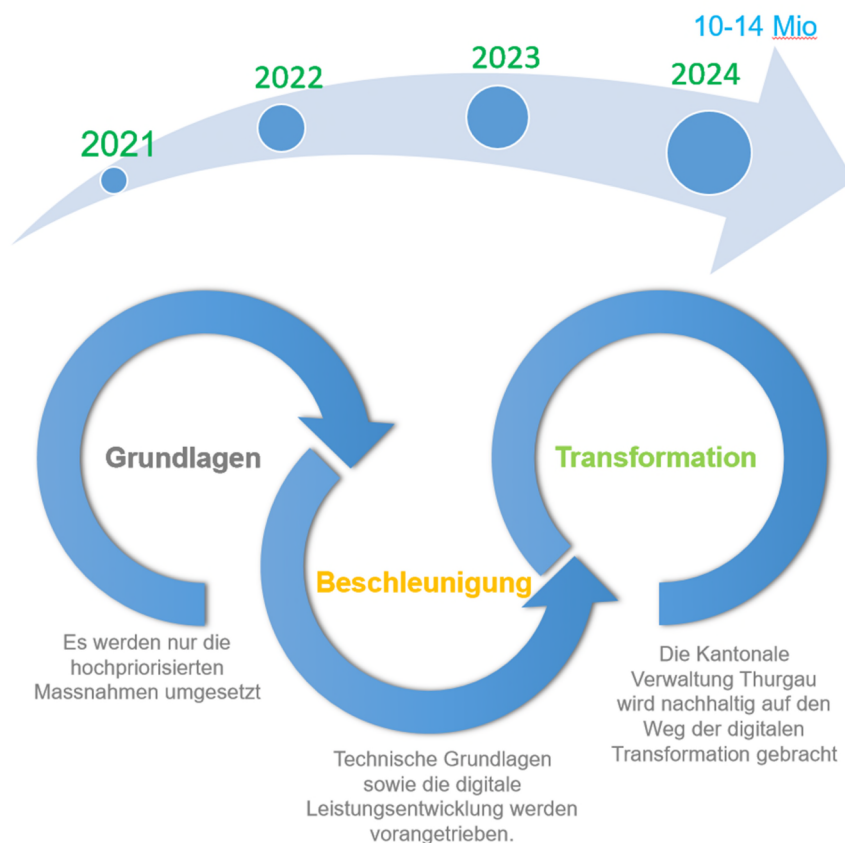 10-14 Mio
2021
2022
2023
2024
Grundlagen
Es werden nur die
hochpriorisierten
Massnahmen umgesetzt
Beschleunigung
Technische Grundlagen
sowie die digitale
Leistungsentwicklung werden
vorangetrieben.
Transformation
Die Kantonale
Verwaltung Thurgau
wird nachhaltig auf den
Weg der digitalen
Transformation gebracht